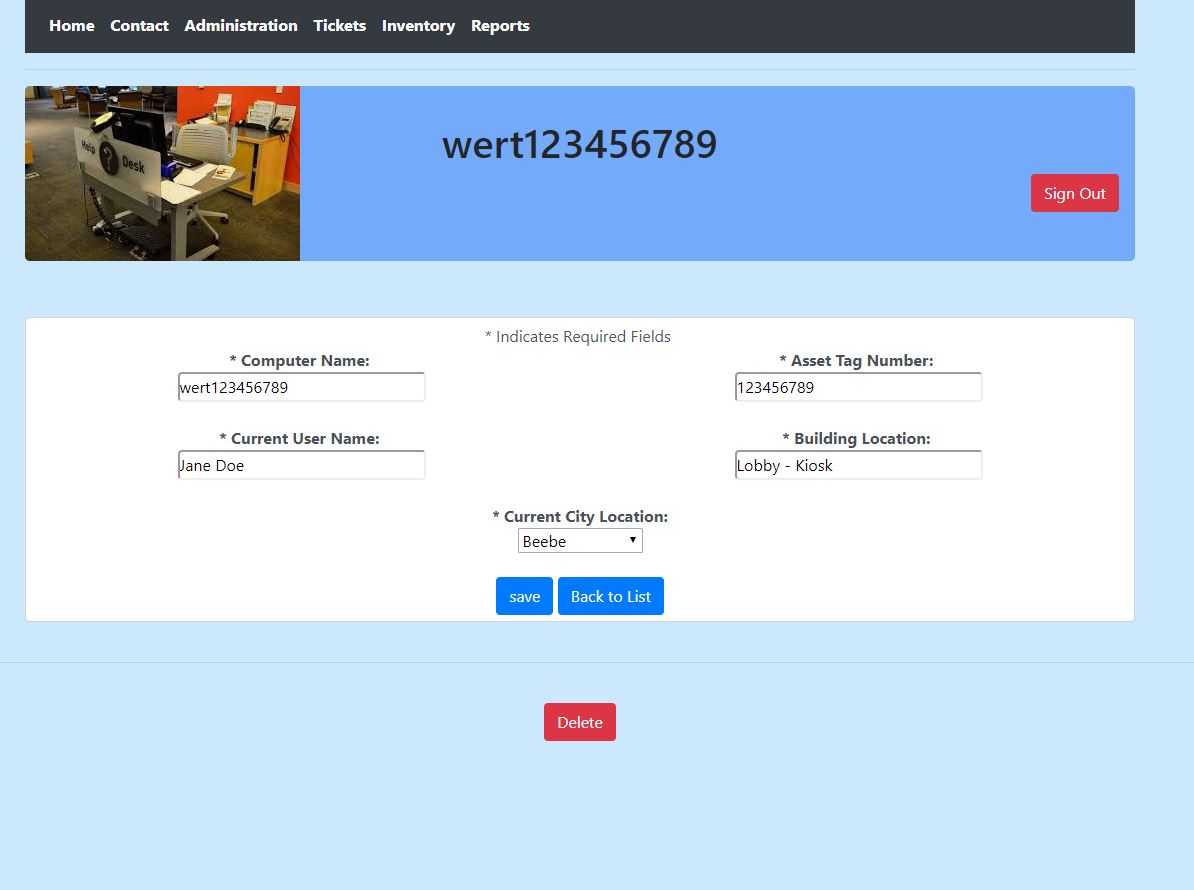 Home Contact Administration Tickets Inventory Reports
Help Desk
wert123456789
Sign Out
* Indicates Required Fields
* Computer Name: * Asset Tag Number:
wert123456789 123456789
* Current User Name: * Building Location:
Jane Doe Lobby - Kiosk
* Current City Location:
Beebe
save Back to List
Delete